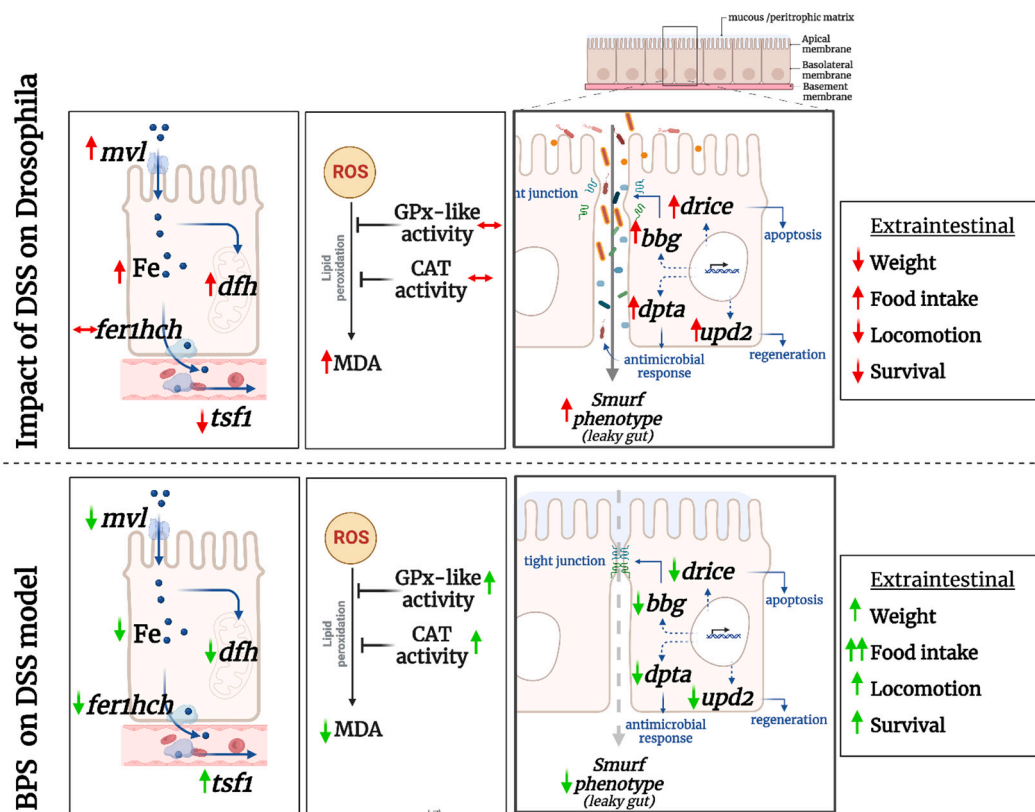 mucous /peritrophic matrix
Apical
membrane
Basolateral
membrane
Basement
membrane
Impact of DSS on Drosophila
mvl
Fe
dfh
fer1hch
tsf1
ROS
Lipid
peroxidation
GPx-like
activity
CAT
activity
MDA
nt junction
drice
apoptosis
bbg
dpta
upd2
antimicrobial
response
regeneration
Smurf
phenotype
(leaky gut)
Extraintestinal
Weight
Food intake
Locomotion
Survival
BPS on DSS model
mvl
Fe
dfh
fer1hch
tsf1
ROS
Lipid
peroxidation
GPx-like
activity
CAT
activity
MDA
tight junction
drice
apoptosis
bbg
dpta
upd2
antimicrobial
response
regeneration
Smurf
phenotype
(leaky gut)
Extraintestinal
Weight
Food intake
Locomotion
Survival